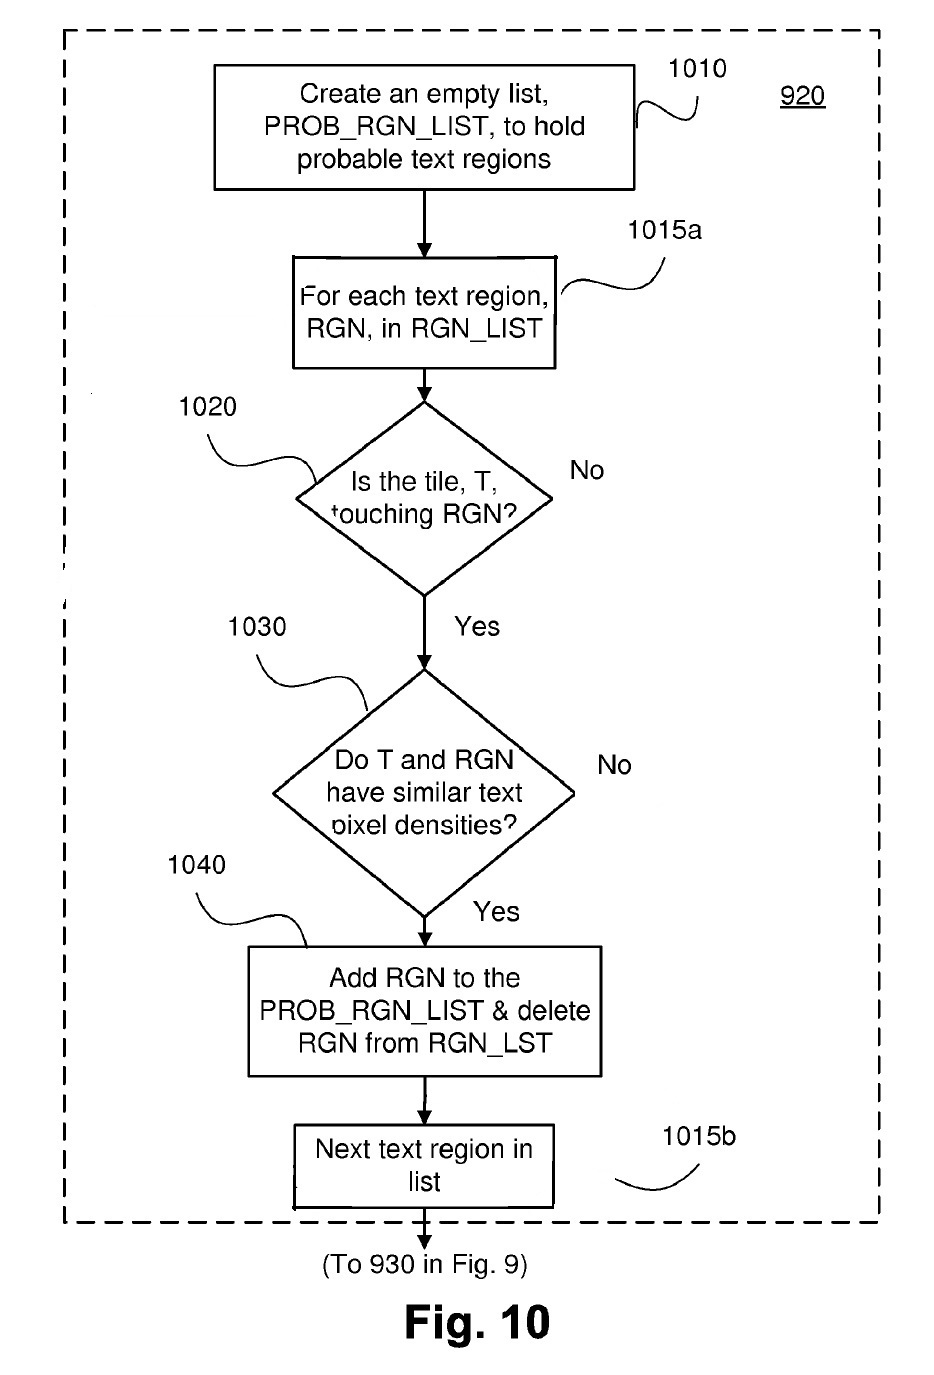 1010
920
Create an empty list,
PROB_RGN_LIST, to hold
probable text regions
1015a
For each text region,
RGN, in RGN_LIST
1020
Is the tile, T,
touching RGN?
No
1030
Yes
Do T and RGN
have similar text
pixel densities?
No
1040
Yes
Add RGN to the
PROB_RGN_LIST & delete
RGN from RGN_LST
1015b
Next text region in
list
(To 930 in Fig. 9)
Fig. 10